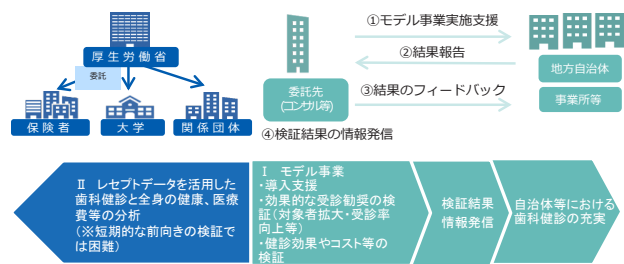 厚生労働省
委託
保険者
大学
関係団体
委託先
(コンサル等)
①モデル事業実施支援
②結果報告
③結果のフィードバック
④検証結果の情報発信
地方自治体
事業所等
Ⅱ レセプトデータを活用した
歯科健診と全身の健康、医療
費等の分析
(※短期的な前向きの検証で
は困難)
Ⅰ モデル事業
・導入支援
・効果的な受診勧奨の検
証(対象者拡大・受診率
向上等)
・健診効果やコスト等の
検証
検証結果
情報発信
自治体等における
歯科健診の充実